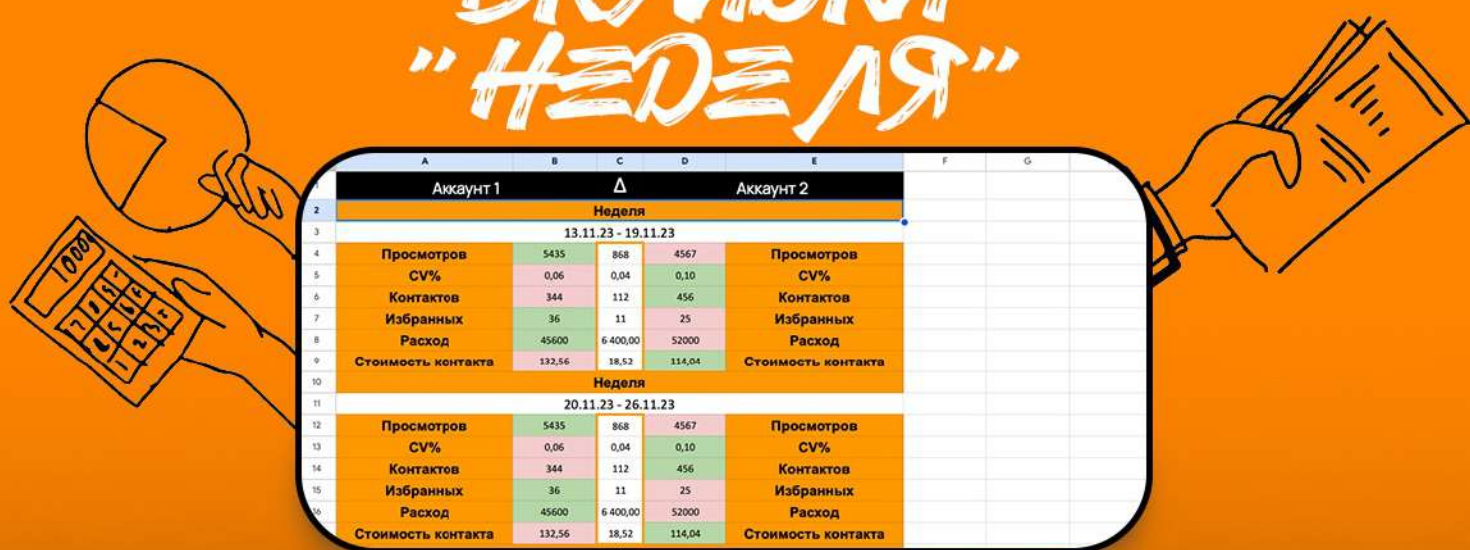 "НЕДЕЛЯ"
A B C D E F G
1 Аккаунт 1 Δ Аккаунт 2
2 Неделя
3 13.11.23 - 19.11.23
4 Просмотров 5435 868 4567 Просмотров
5 CV% 0,06 0,04 0,10 CV%
6 Контактов 344 112 456 Контактов
7 Избранных 36 11 25 Избранных
8 Расход 45600 6 400,00 52000 Расход
9 Стоимость контакта 132,56 18,52 114,04 Стоимость контакта
10 Неделя
11 20.11.23 - 26.11.23
12 Просмотров 5435 868 4567 Просмотров
13 CV% 0,06 0,04 0,10 CV%
14 Контактов 344 112 456 Контактов
15 Избранных 36 11 25 Избранных
16 Расход 45600 6 400,00 52000 Расход
Стоимость контакта 132,56 18,52 114,04 Стоимость контакта
1000